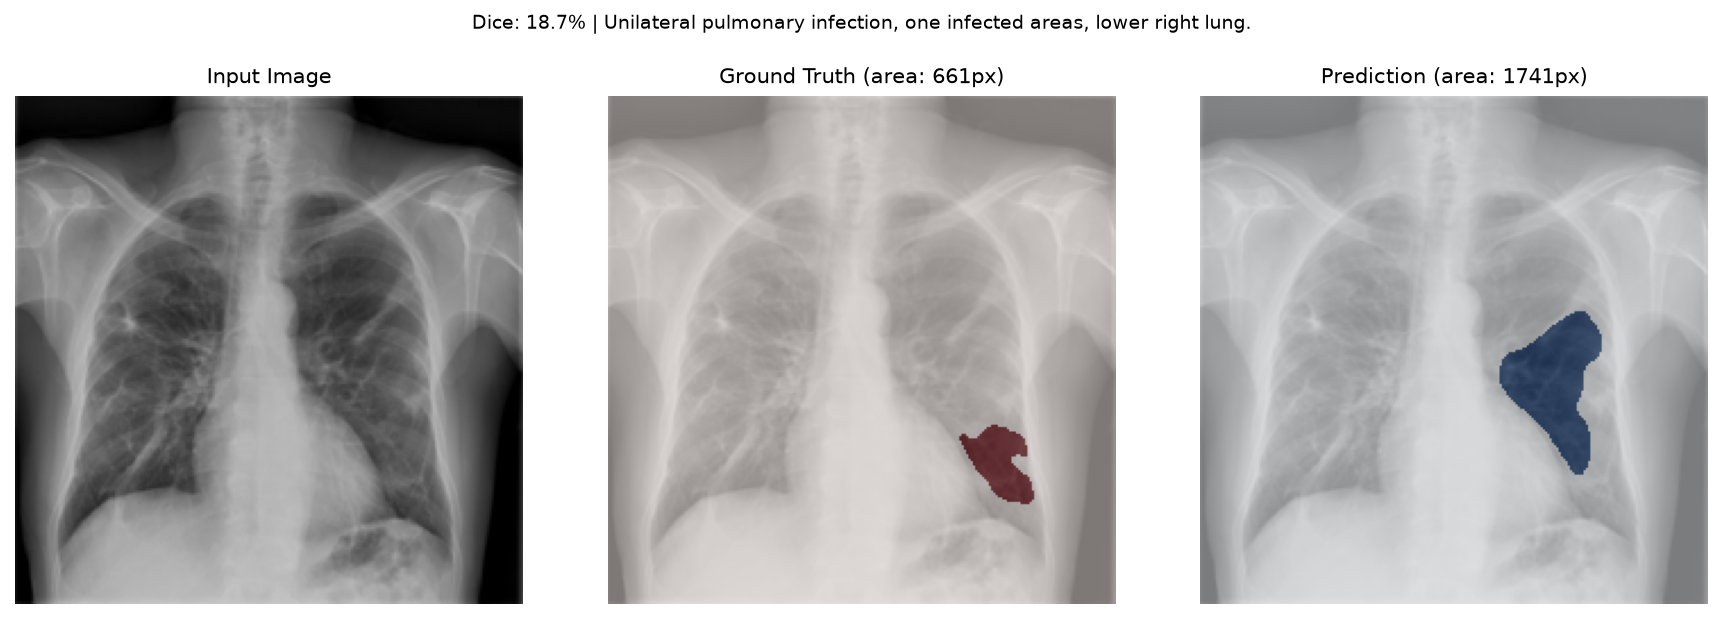 Dice: 18.7% | Unilateral pulmonary infection, one infected areas, lower right lung.
Input Image
Ground Truth (area: 661px)
Prediction (area: 1741px)